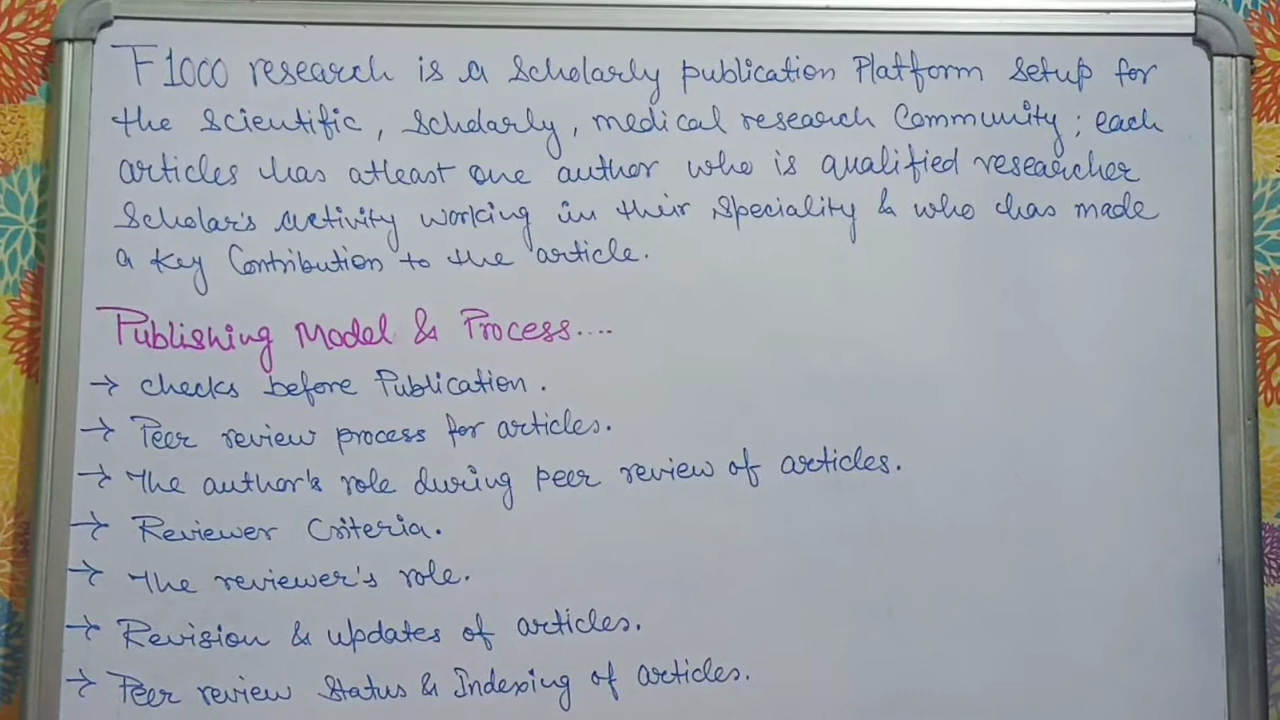 F1000 research is a Scholarly publication Platform Setup for
the Scientific, Scholarly, medical research Community; each
articles has atleast one author who is qualified researcher
Scholar's activity working in their Speciality & who has made
a key Contribution to the article.
Publishing Model & Process....
→ Checks before Publication.
→ Peer review process for articles.
→ The author's role during peer review of articles.
→ Reviewer Criteria.
→ The reviewer's role.
→ Revision & updates of articles.
→ Peer review Status & Indexing of articles.